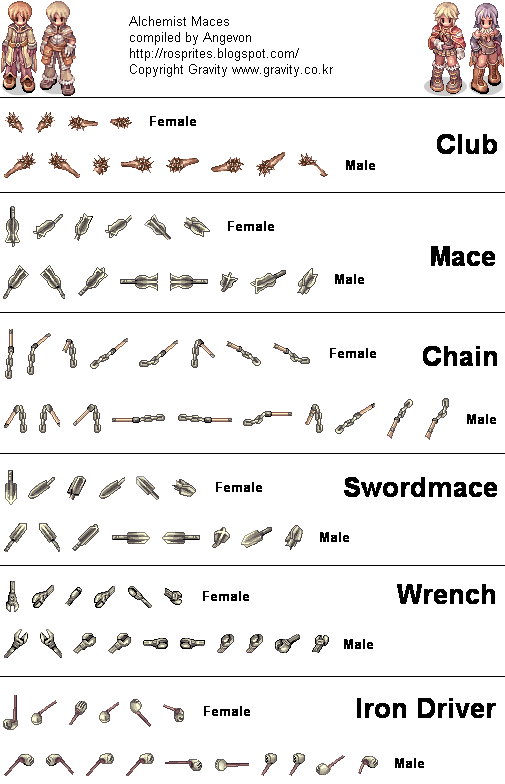 Alchemist Maces
compiled by Angevon
http://rosprites.blogspot.com/
Copyright Gravity www.gravity.co.kr
Female
Club
Male
Female
Mace
Male
Female
Chain
Male
Female
Swordmace
Male
Female
Wrench
Male
Female
Iron Driver
Male